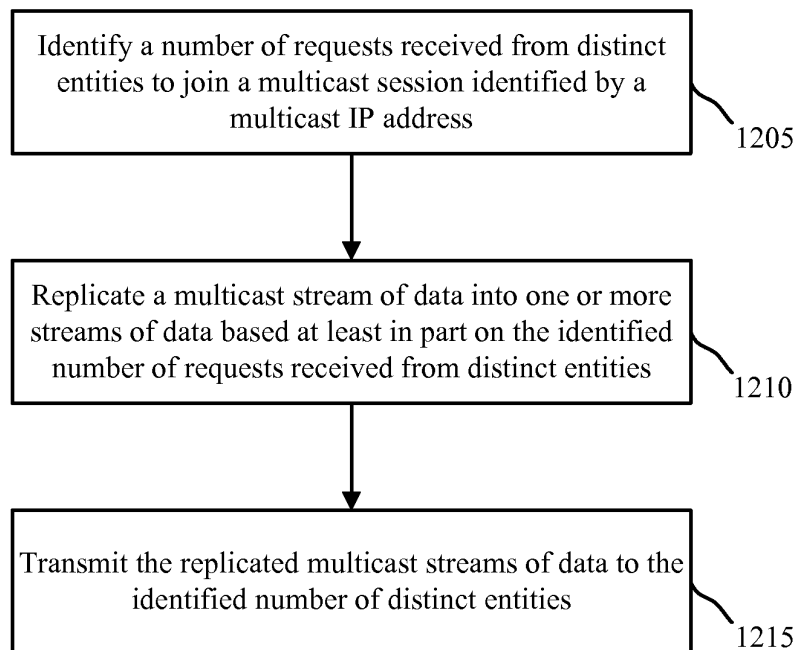 Identify a number of requests received from distinct
entities to join a multicast session identified by a
multicast IP address
1205
Replicate a multicast stream of data into one or more
streams of data based at least in part on the identified
number of requests received from distinct entities
1210
Transmit the replicated multicast streams of data to the
identified number of distinct entities
1215